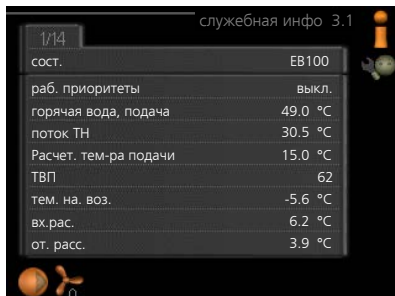 служебная инфо 3.1
1/14
сост. EB100
раб. приоритеты выкл.
горячая вода, подача 49.0 °C
поток ТН 30.5 °C
Расчет. тем-ра подачи 15.0 °C
ТВП 62
тем. на. воз. -5.6 °C
вх.рас. 6.2 °C
от. расс. 3.9 °C
0